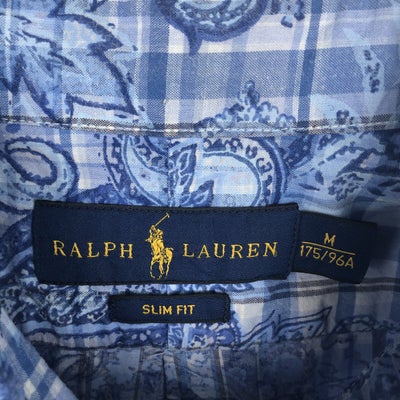 RALPH LAUREN
M
175/96A
SLIM FIT